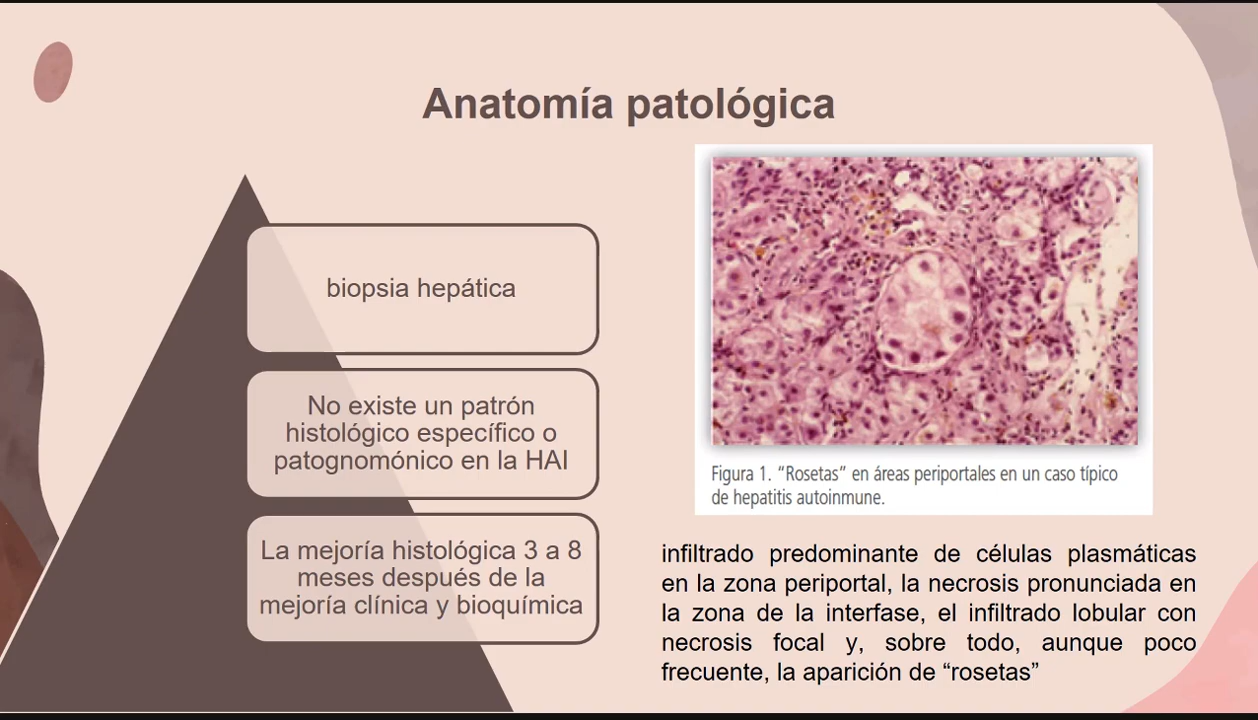 Anatomía patológica
biopsia hepática
No existe un patrón
histológico específico o
patognomónico en la HAI
La mejoría histológica 3 a 8
meses después de la
mejoría clínica y bioquímica
Figura 1. “Rosetas” en áreas periportales en un caso típico
de hepatitis autoinmune.
infiltrado predominante de células plasmáticas
en la zona periportal, la necrosis pronunciada en
la zona de la interfase, el infiltrado lobular con
necrosis focal y, sobre todo, aunque poco
frecuente, la aparición de “rosetas”